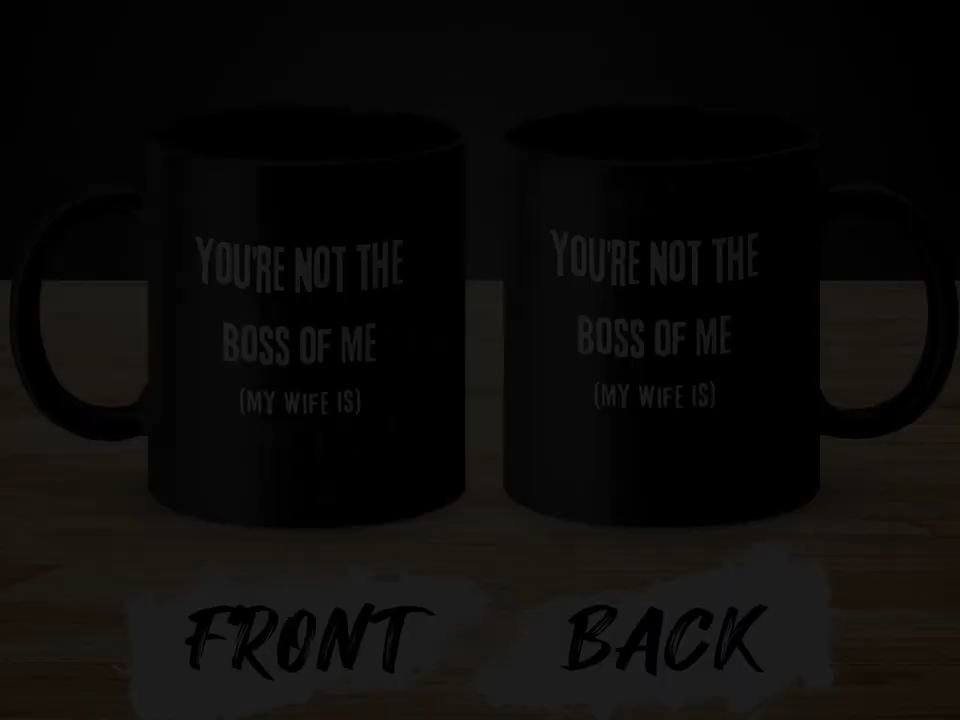 YOU'RE NOT THE
BOSS OF ME
(MY WIFE IS)
YOU'RE NOT THE
BOSS OF ME
(MY WIFE IS)
FRONT
BACK